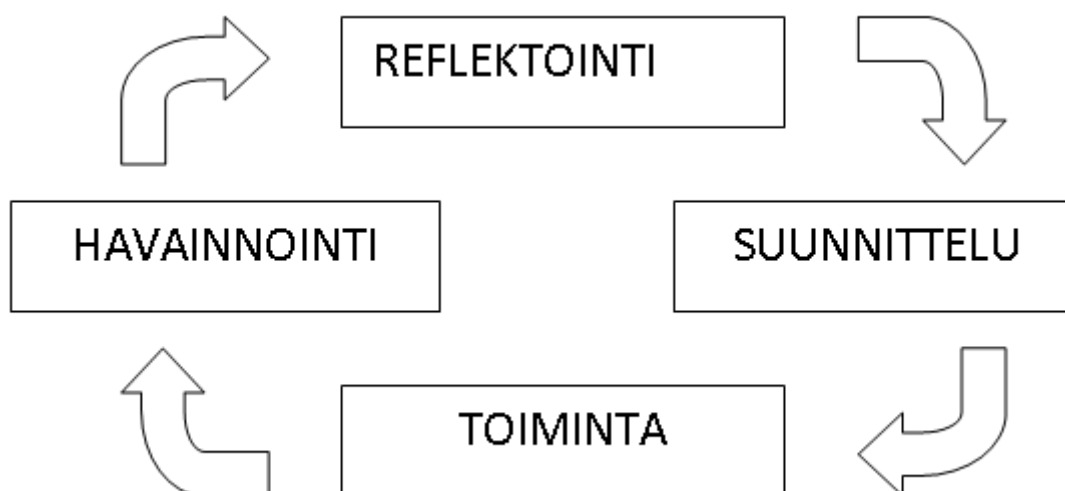 REFLEKTOINTI
HAVAINNOINTI
SUUNNITTELU
TOIMINTA